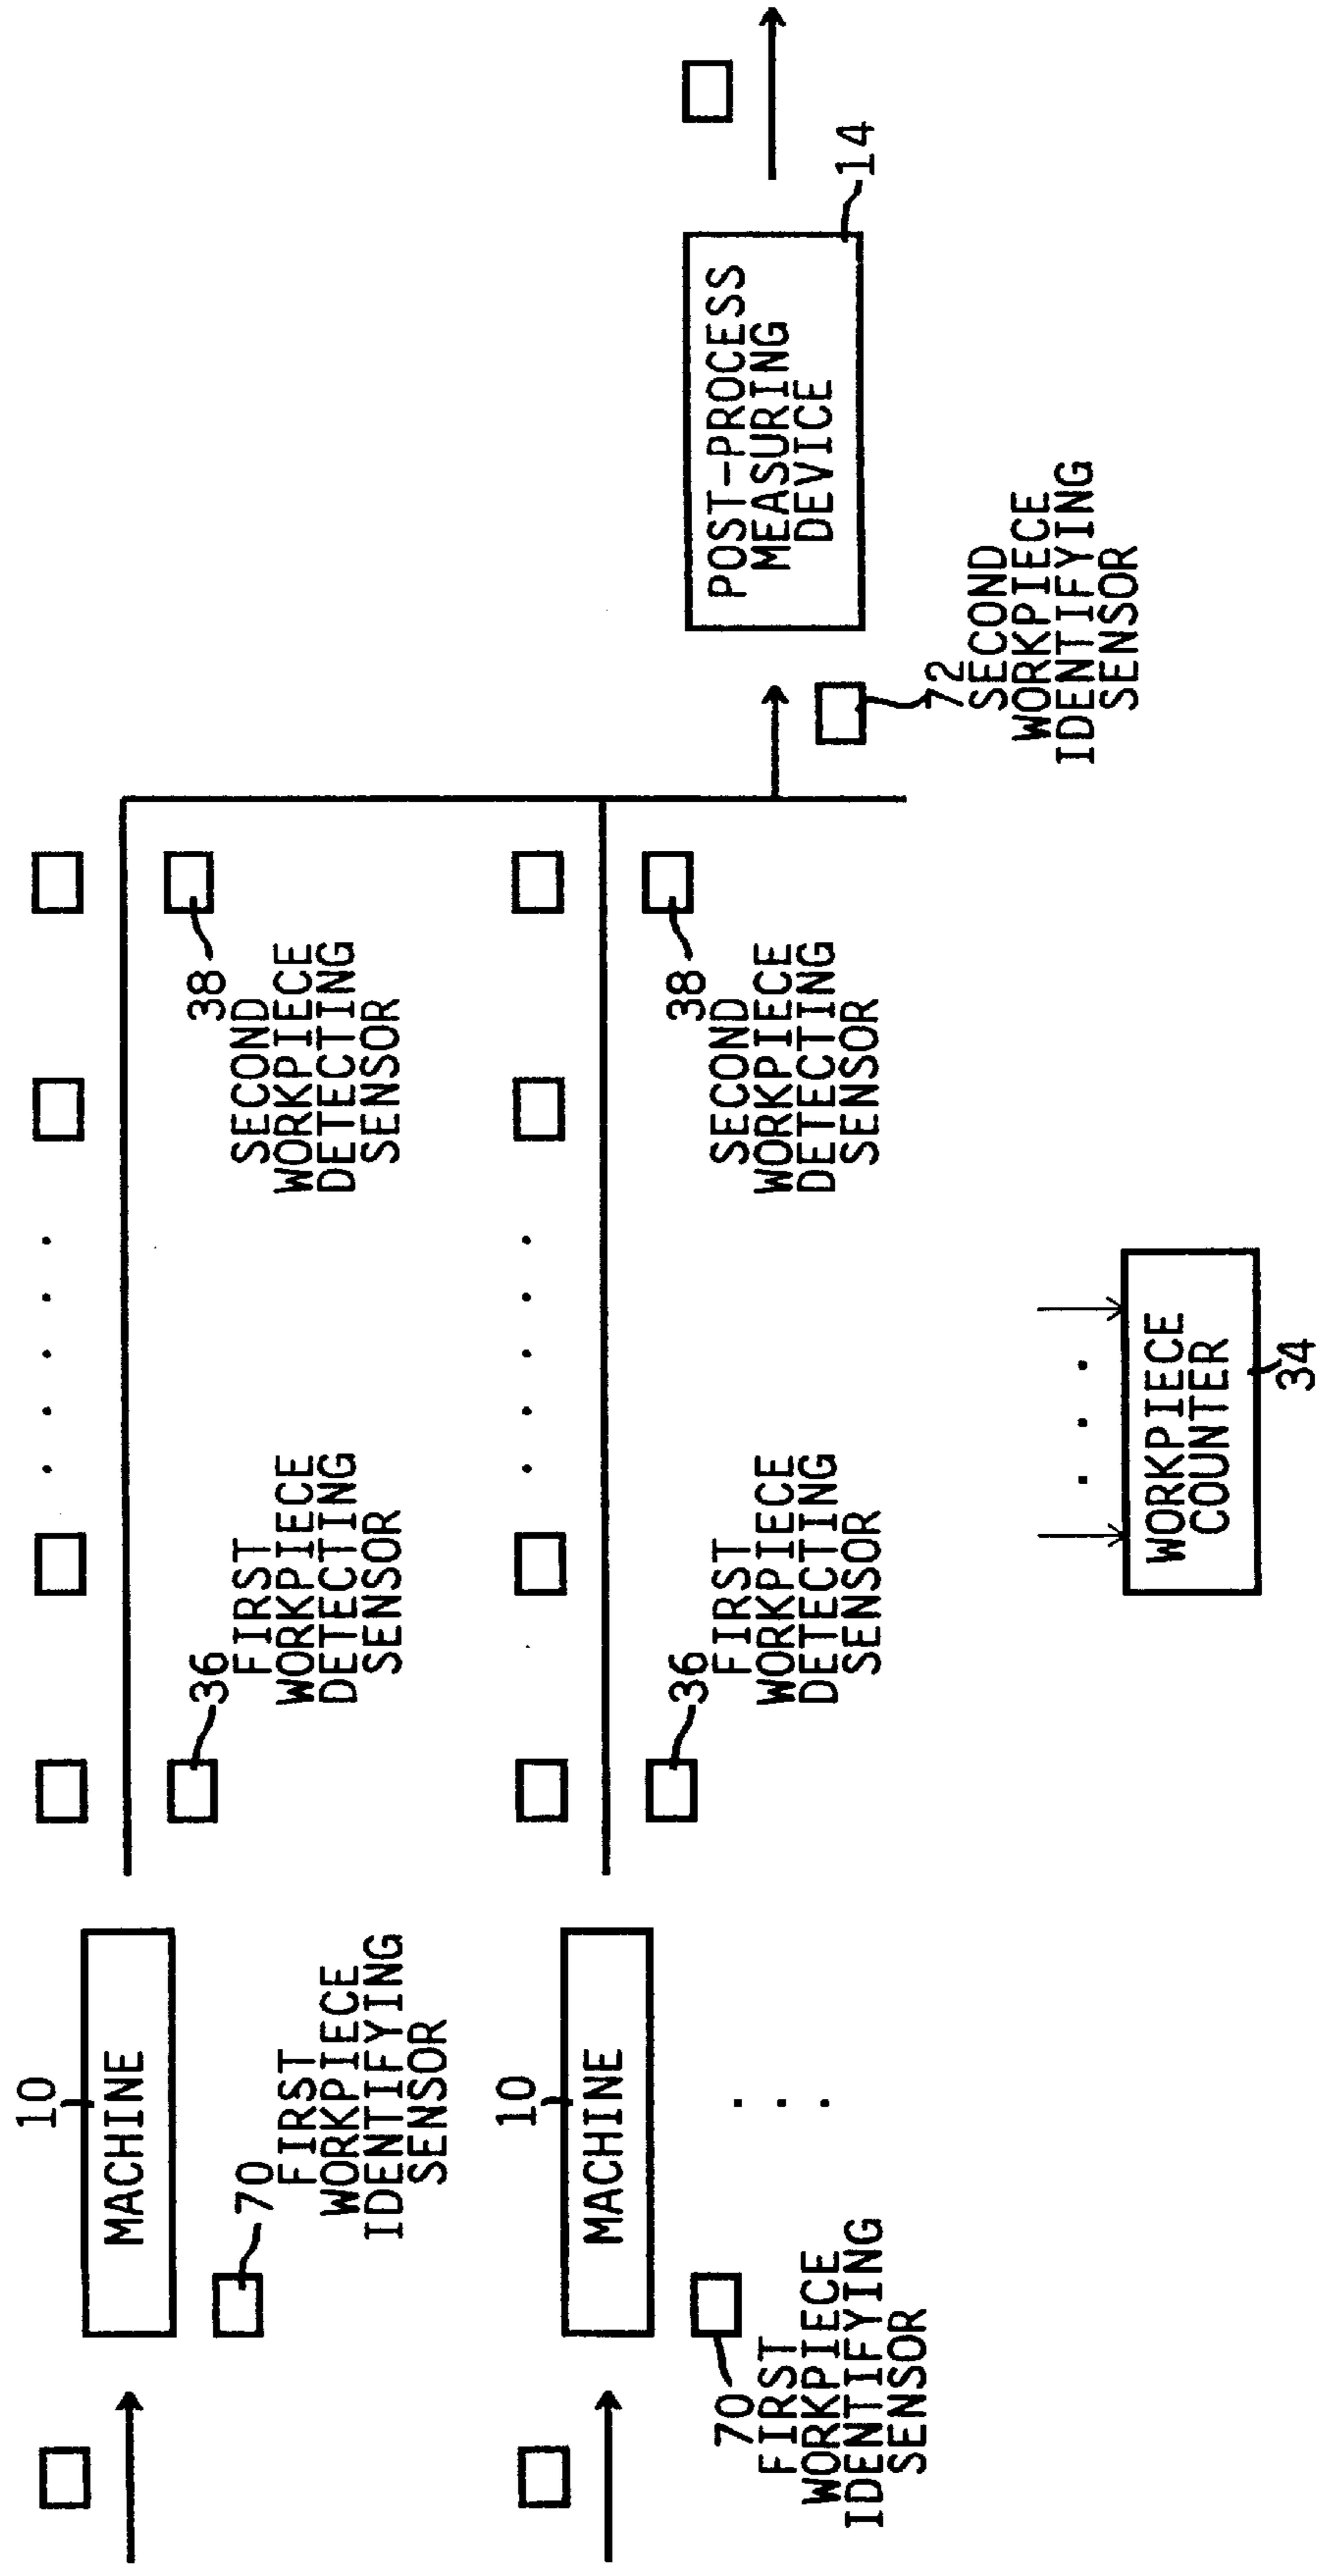 10
MACHINE
70
FIRST
WORKPIECE
IDENTIFYING
SENSOR
36
FIRST
WORKPIECE
DETECTING
SENSOR
38
SECOND
WORKPIECE
DETECTING
SENSOR
10
MACHINE
70
FIRST
WORKPIECE
IDENTIFYING
SENSOR
36
FIRST
WORKPIECE
DETECTING
SENSOR
38
SECOND
WORKPIECE
DETECTING
SENSOR
72
SECOND
WORKPIECE
IDENTIFYING
SENSOR
POST-PROCESS
MEASURING
DEVICE
14
WORKPIECE
COUNTER
34